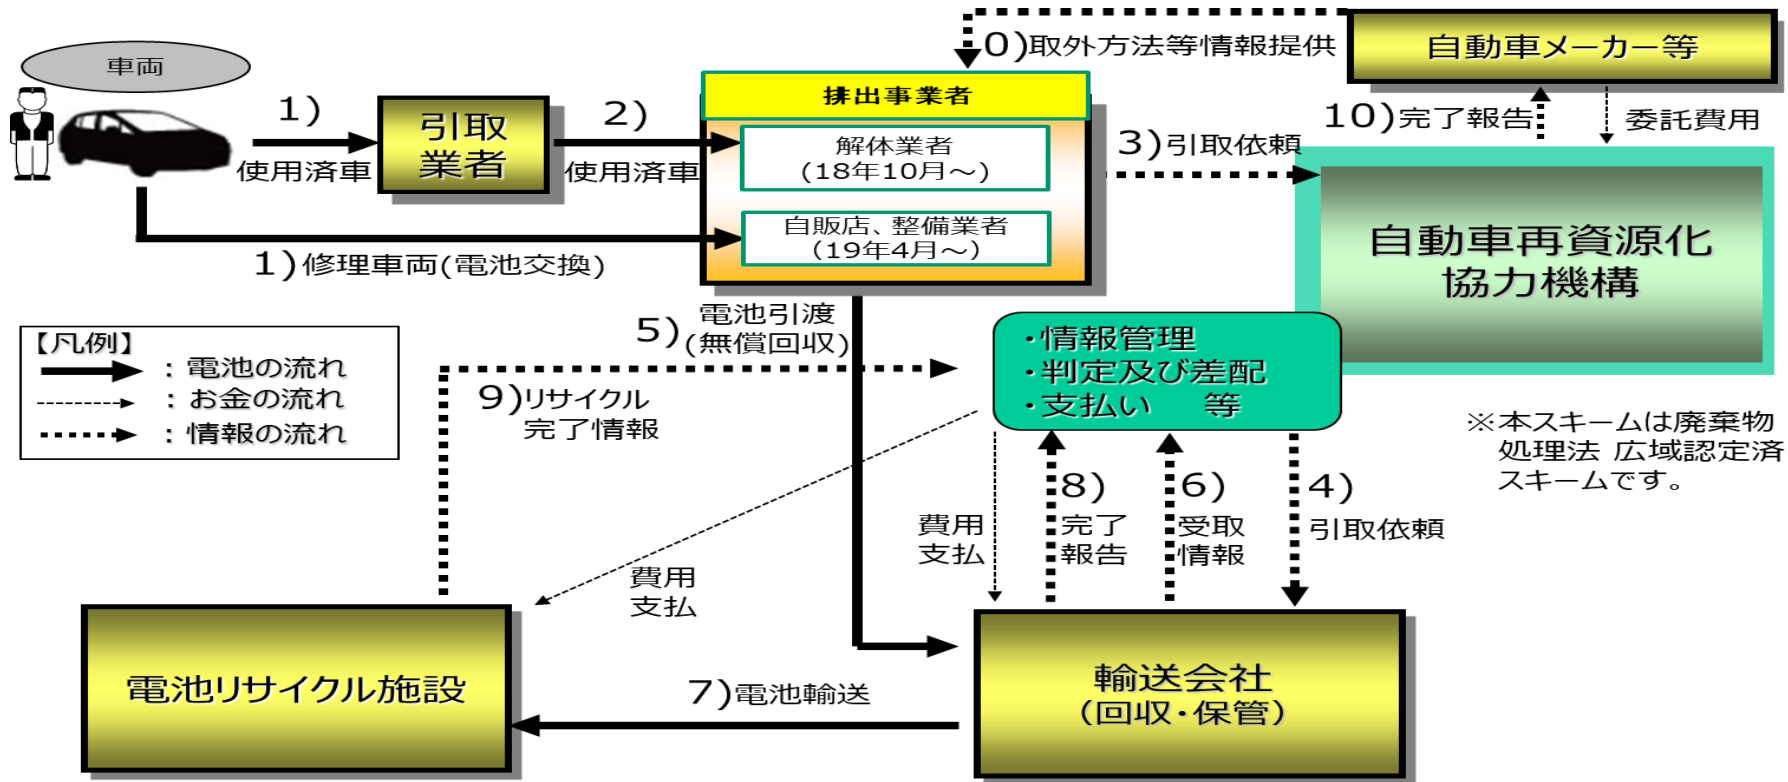 車両
0)取外方法等情報提供
自動車メーカー等
排出事業者
1)
使用済車
引取
業者
2)
使用済車
解体業者
(18年10月~)
自販店、整備業者
(19年4月~)
1)修理車両(電池交換)
3)引取依頼
10)完了報告
委託費用
自動車再資源化
協力機構
・情報管理
・判定及び差配
・支払い 等
【凡例】
:電池の流れ
:お金の流れ
:情報の流れ
5)電池引渡
(無償回収)
9)リサイクル
完了情報
※本スキームは廃棄物
処理法 広域認定済
スキームです。
費用
支払
費用
支払
8)
完了
報告
6)
受取
情報
4)
引取依頼
電池リサイクル施設
7)電池輸送
輸送会社
(回収・保管)